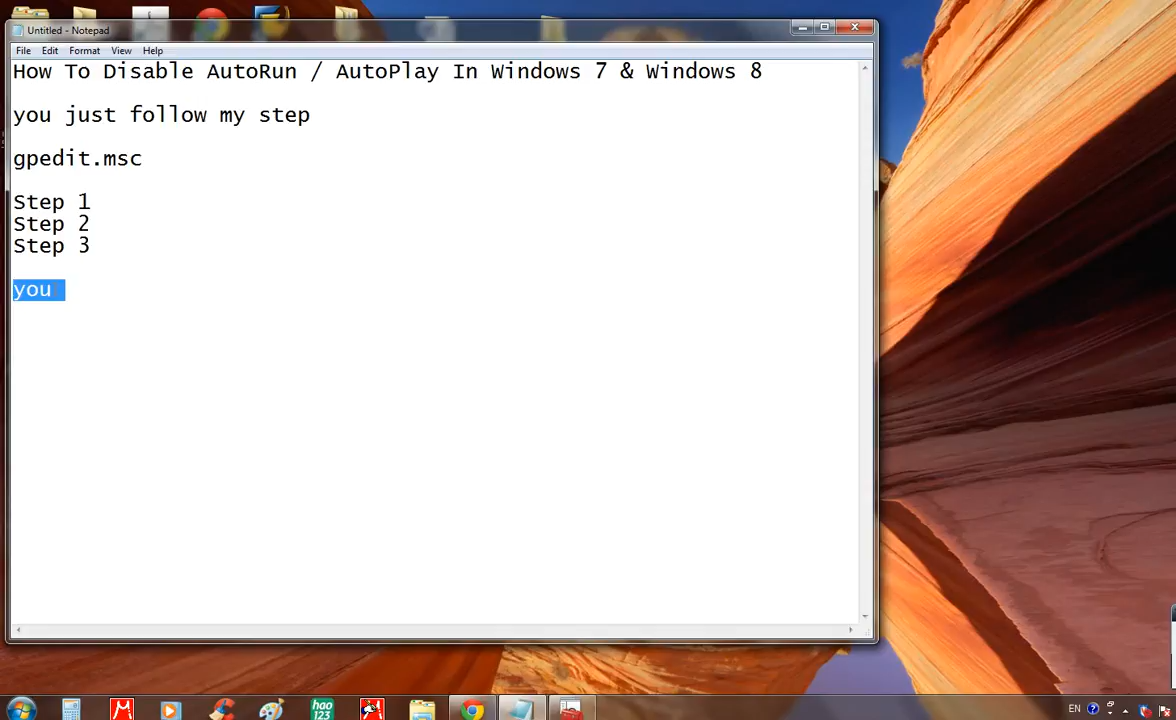 Untitled - Notepad
File Edit Format View Help
How To Disable AutoRun / AutoPlay In Windows 7 & Windows 8
you just follow my step
gpedit.msc
Step 1
Step 2
Step 3
you
hao
123
EN